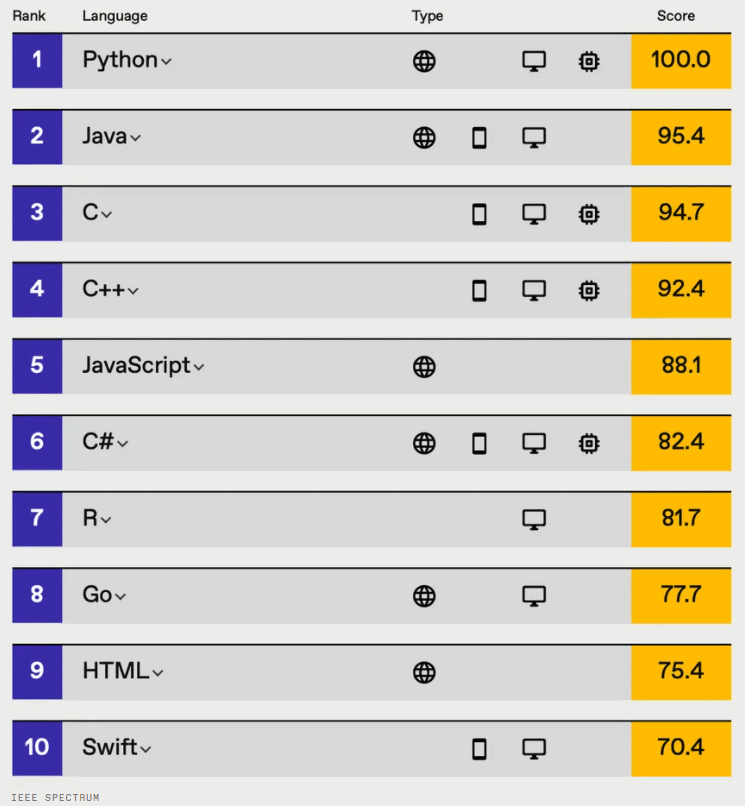 Rank Language Type Score
1 Python 100.0
2 Java 95.4
3 C 94.7
4 C++ 92.4
5 JavaScript 88.1
6 C# 82.4
7 R 81.7
8 Go 77.7
9 HTML 75.4
10 Swift 70.4
IEEE SPECTRUM